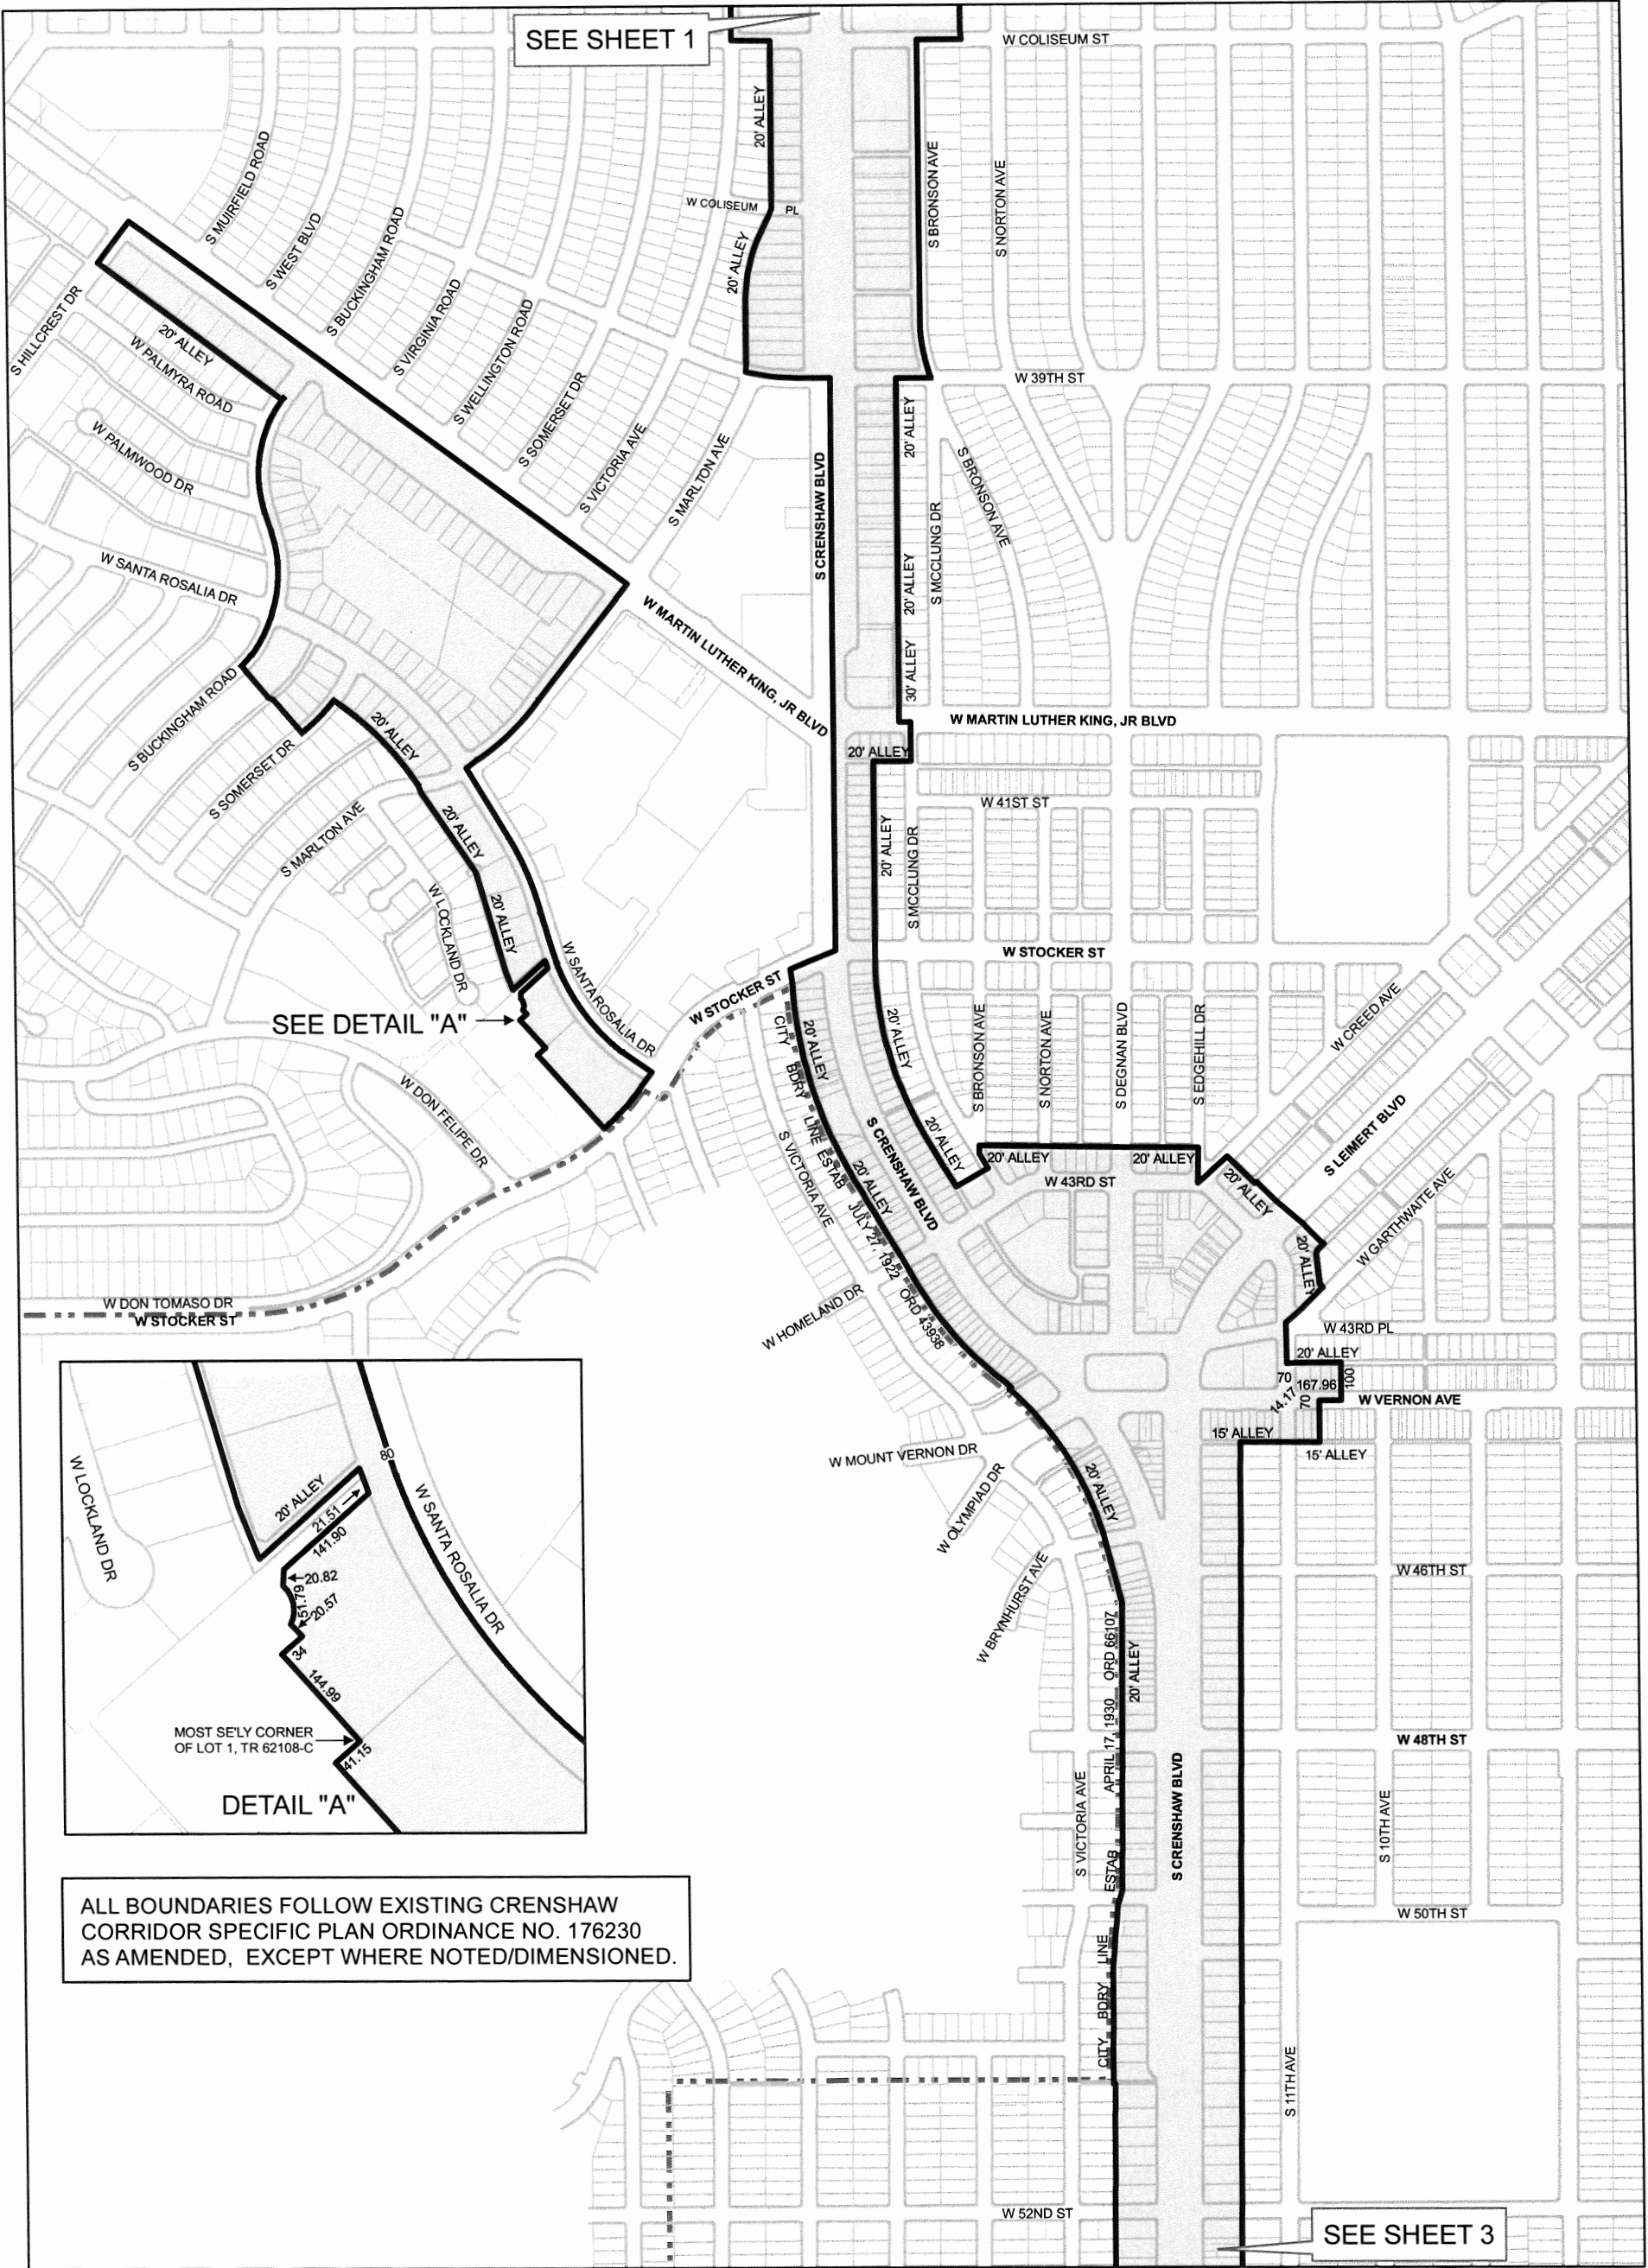 SEE SHEET 1
W COLISEUM ST
20' ALLEY
S BRONSON AVE
S NORTON AVE
S MUIRFIELD ROAD
W COLISEUM PL
S WEST BLVD
S BUCKINGHAM ROAD
20' ALLEY
S VIRGINIA ROAD
S HILLCREST DR
S WELLINGTON ROAD
20' ALLEY
W PALMYRA ROAD
S SOMERSET DR
W 39TH ST
S VICTORIA AVE
20' ALLEY
W PALMWOOD DR
S MARLTON AVE
S CRENSHAW BLVD
S BRONSON AVE
S MCCLUNG DR
20' ALLEY
W SANTA ROSALIA DR
W MARTIN LUTHER KING, JR BLVD
30' ALLEY
W MARTIN LUTHER KING, JR BLVD
S BUCKINGHAM ROAD
20' ALLEY
20' ALLEY
S SOMERSET DR
W 41ST ST
20' ALLEY
S MARLTON AVE
20' ALLEY
S MCCLUNG DR
W LOCKLAND DR
20' ALLEY
W STOCKER ST
W SANTA ROSALIA DR
W STOCKER ST
SEE DETAIL "A"
CITY BDRY LINE ESTAB JULY 27, 1922 ORD 43938
20' ALLEY
20' ALLEY
S BRONSON AVE
S NORTON AVE
S DEGNAN BLVD
S EDGEHILL DR
W CREED AVE
W DON FELIPE DR
S VICTORIA AVE
S CRENSHAW BLVD
20' ALLEY
20' ALLEY
20' ALLEY
20' ALLEY
W 43RD ST
20' ALLEY
S LEIMERT BLVD
W GARTHWAITE AVE
20' ALLEY
W DON TOMASO DR
W STOCKER ST
W HOMELAND DR
W 43RD PL
20' ALLEY
70
167.96
100
14.17
70
W VERNON AVE
15' ALLEY
15' ALLEY
W MOUNT VERNON DR
20' ALLEY
W OLYMPIAD DR
W BRYNHURST AVE
W 46TH ST
CITY BDRY LINE ESTAB APRIL 17, 1930 ORD 66107
20' ALLEY
W 48TH ST
S VICTORIA AVE
S CRENSHAW BLVD
S 10TH AVE
W 50TH ST
S 11TH AVE
W 52ND ST
SEE SHEET 3
W LOCKLAND DR
80
20' ALLEY
W SANTA ROSALIA DR
21.51
141.90
20.82
51.79
20.57
34
144.99
MOST SE'LY CORNER
OF LOT 1, TR 62108-C
41.15
DETAIL "A"
ALL BOUNDARIES FOLLOW EXISTING CRENSHAW
CORRIDOR SPECIFIC PLAN ORDINANCE NO. 176230
AS AMENDED, EXCEPT WHERE NOTED/DIMENSIONED.